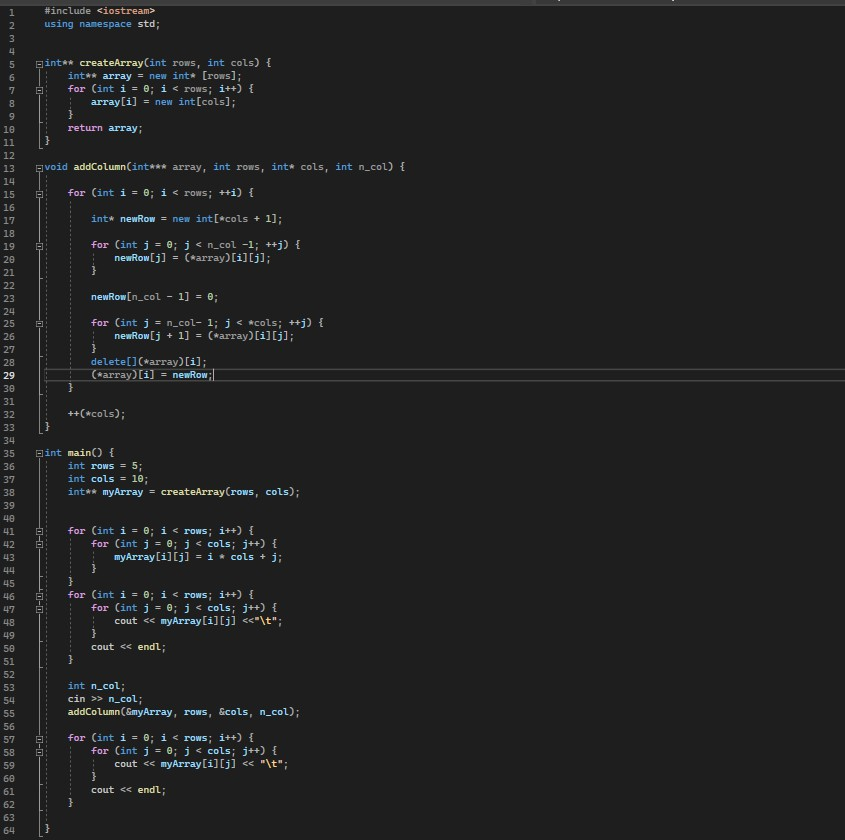 1 #include <iostream>
2 using namespace std;
3
4
5 int** createArray(int rows, int cols) {
6 int** array = new int* [rows];
7 for (int i = 0; i < rows; i++) {
8 array[i] = new int[cols];
9 }
10 return array;
11 }
12
13 void addColumn(int*** array, int rows, int* cols, int n_col) {
14
15 for (int i = 0; i < rows; ++i) {
16
17 int* newRow = new int[*cols + 1];
18
19 for (int j = 0; j < n_col -1; ++j) {
20 newRow[j] = (*array)[i][j];
21 }
22
23 newRow[n_col - 1] = 0;
24
25 for (int j = n_col- 1; j < *cols; ++j) {
26 newRow[j + 1] = (*array)[i][j];
27 }
28 delete[](*array)[i];
29 (*array)[i] = newRow;
30 }
31
32 ++(*cols);
33 }
34
35 int main() {
36 int rows = 5;
37 int cols = 10;
38 int** myArray = createArray(rows, cols);
39
40
41 for (int i = 0; i < rows; i++) {
42 for (int j = 0; j < cols; j++) {
43 myArray[i][j] = i * cols + j;
44 }
45 }
46 for (int i = 0; i < rows; i++) {
47 for (int j = 0; j < cols; j++) {
48 cout << myArray[i][j] <<"\t";
49 }
50 cout << endl;
51 }
52
53 int n_col;
54 cin >> n_col;
55 addColumn(&myArray, rows, &cols, n_col);
56
57 for (int i = 0; i < rows; i++) {
58 for (int j = 0; j < cols; j++) {
59 cout << myArray[i][j] << "\t";
60 }
61 cout << endl;
62 }
63
64 }